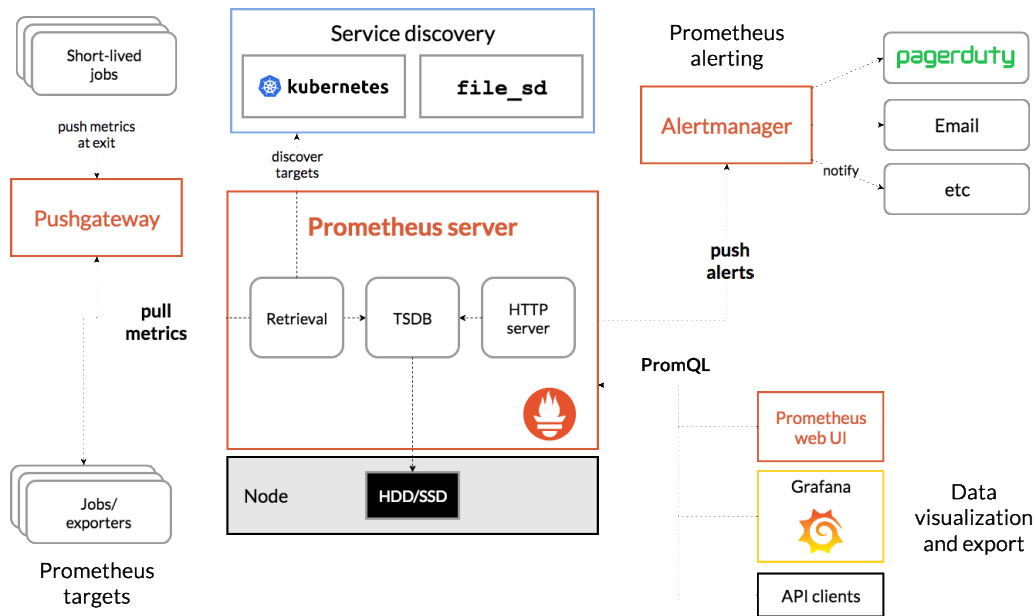 Short-lived
jobs
push metrics
at exit
Pushgateway
pull
metrics
Jobs/
exporters
Prometheus
targets
Service discovery
kubernetes
file_sd
discover
targets
Prometheus server
Retrieval
TSDB
HTTP
server
Node
HDD/SSD
Prometheus
alerting
Alertmanager
pagerduty
Email
notify
etc
push
alerts
PromQL
Prometheus
web UI
Grafana
API clients
Data
visualization
and export